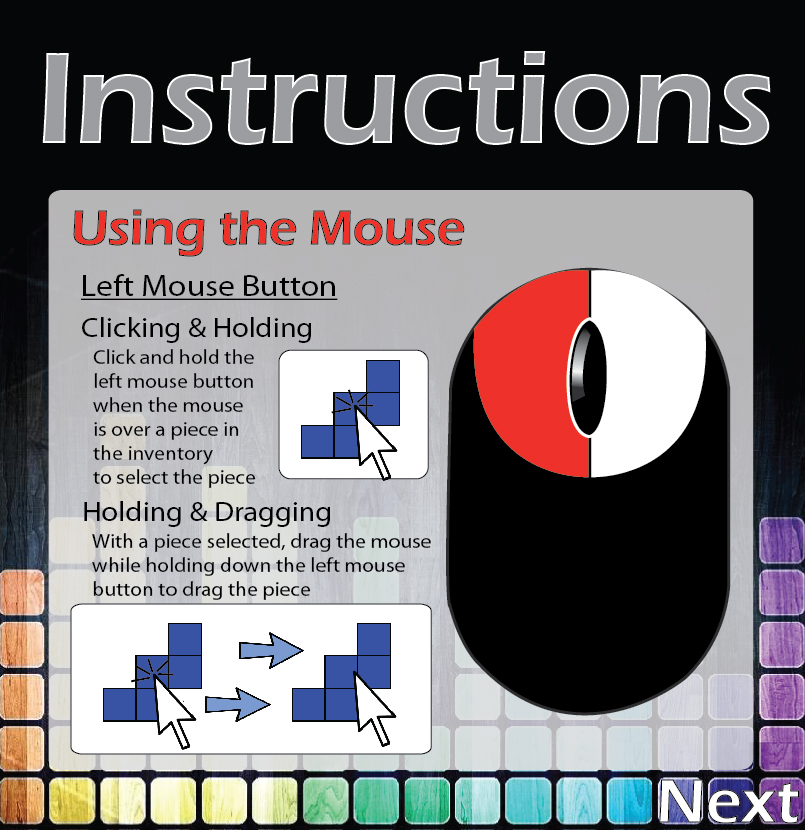 Instructions
Using the Mouse
Left Mouse Button
Clicking & Holding
Click and hold the
left mouse button
when the mouse
is over a piece in
the inventory
to select the piece
Holding & Dragging
With a piece selected, drag the mouse
while holding down the left mouse
button to drag the piece
Next